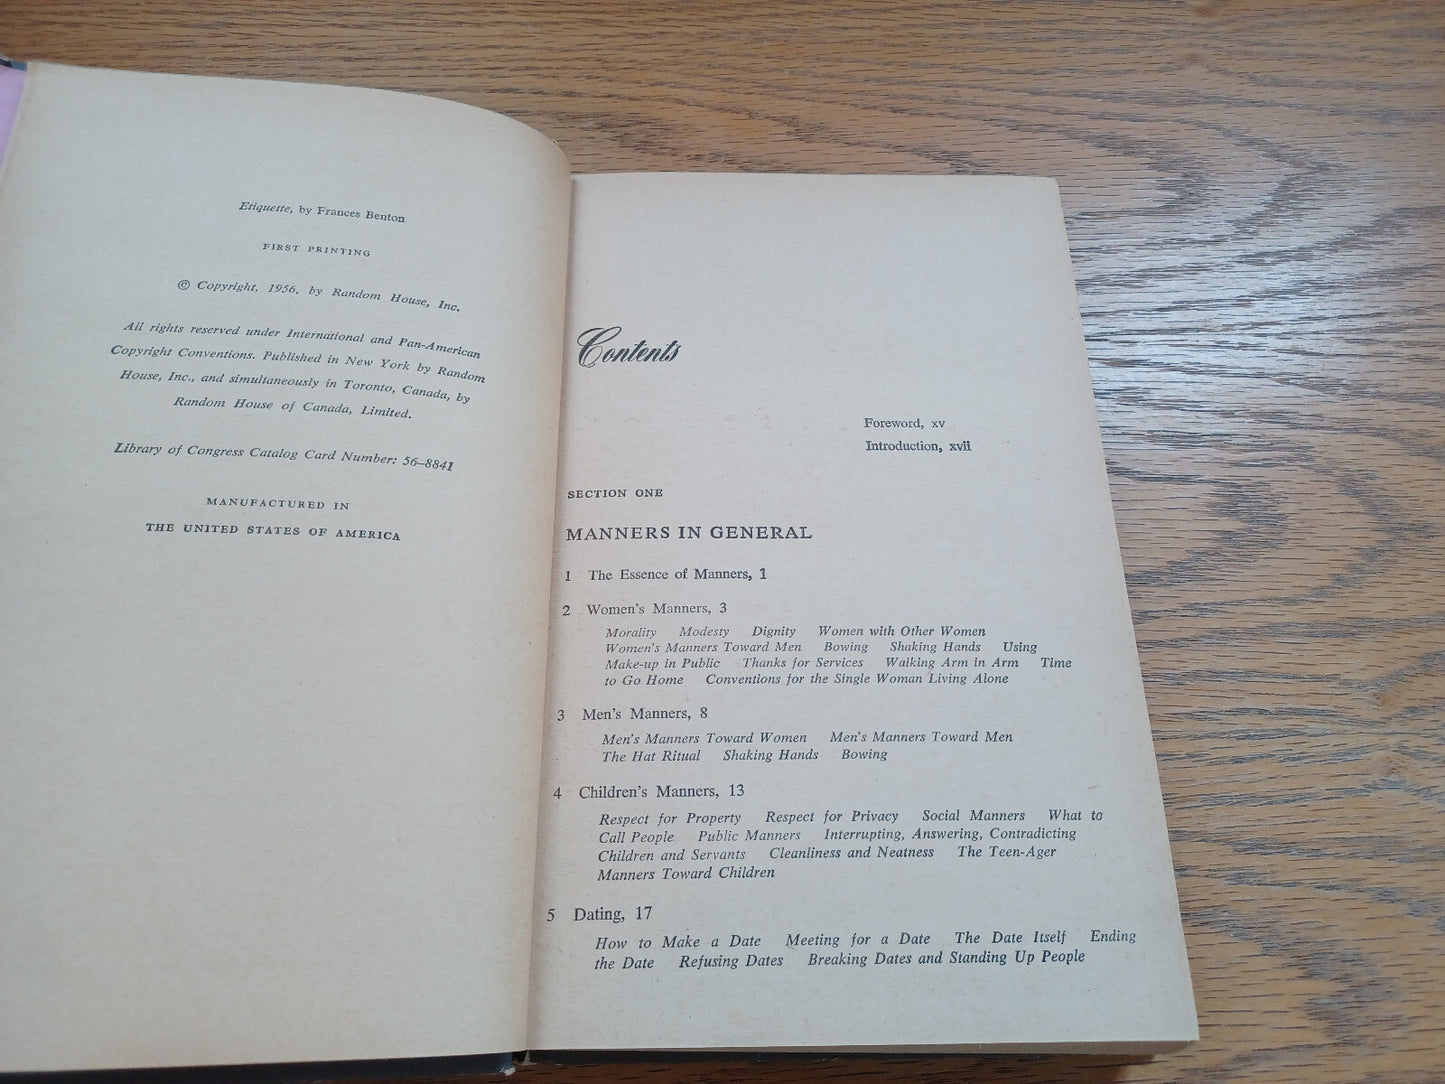 Etiquette, by Frances Benton
FIRST PRINTING
© Copyright, 1956, by Random House, Inc.
All rights reserved under International and Pan-American
Copyright Conventions. Published in New York by Random
House, Inc., and simultaneously in Toronto, Canada, by
Random House of Canada, Limited.
Library of Congress Catalog Card Number: 56–8841
MANUFACTURED IN
THE UNITED STATES OF AMERICA
Contents
Foreword, xv
Introduction, xvii
SECTION ONE
MANNERS IN GENERAL
1 The Essence of Manners, 1
2 Women's Manners, 3
Morality Modesty Dignity Women with Other Women
Women's Manners Toward Men Bowing Shaking Hands Using
Make-up in Public Thanks for Services Walking Arm in Arm Time
to Go Home Conventions for the Single Woman Living Alone
3 Men's Manners, 8
Men's Manners Toward Women Men's Manners Toward Men
The Hat Ritual Shaking Hands Bowing
4 Children's Manners, 13
Respect for Property Respect for Privacy Social Manners What to
Call People Public Manners Interrupting, Answering, Contradicting
Children and Servants Cleanliness and Neatness The Teen-Ager
Manners Toward Children
5 Dating, 17
How to Make a Date Meeting for a Date The Date Itself Ending
the Date Refusing Dates Breaking Dates and Standing Up People